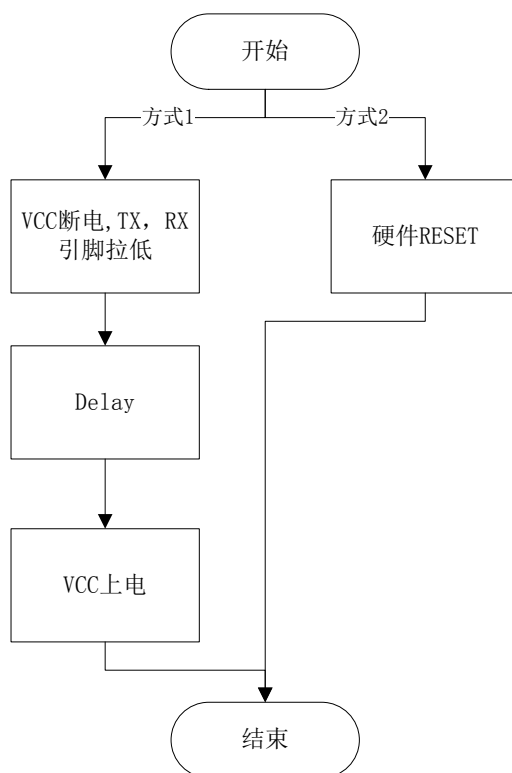 开始
方式1
方式2
VCC断电,TX，RX
引脚拉低
硬件RESET
Delay
VCC上电
结束